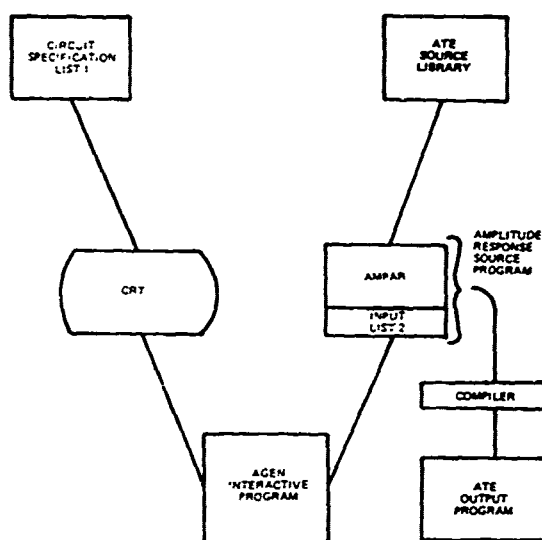 CIRCUIT
SPECIFICATION
LIST 1
ATE
SOURCE
LIBRARY
CRT
AMPAR
INPUT
LIST 2
AMPLITUDE
RESPONSE
SOURCE
PROGRAM
COMPILER
AGEN
INTERACTIVE
PROGRAM
ATE
OUTPUT
PROGRAM